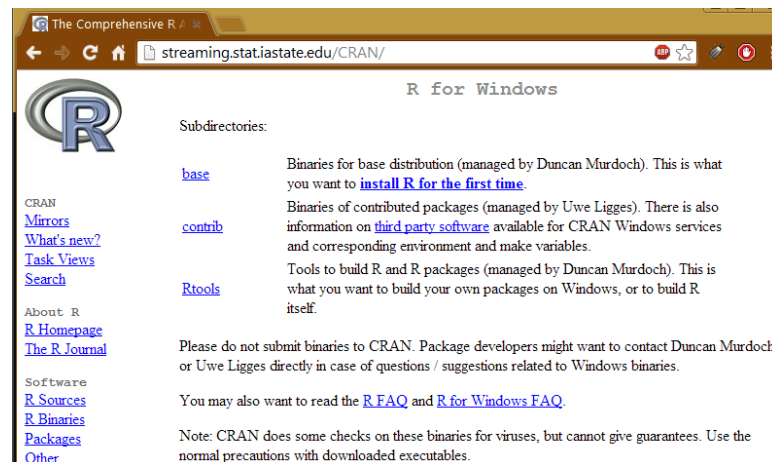 The Comprehensive R A
streaming.stat.iastate.edu/CRAN/
ABP
R
CRAN
Mirrors
What's new?
Task Views
Search
About R
R Homepage
The R Journal
Software
R Sources
R Binaries
Packages
Other
R for Windows
Subdirectories:
base
Binaries for base distribution (managed by Duncan Murdoch). This is what
you want to install R for the first time.
contrib
Binaries of contributed packages (managed by Uwe Ligges). There is also
information on third party software available for CRAN Windows services
and corresponding environment and make variables.
Rtools
Tools to build R and R packages (managed by Duncan Murdoch). This is
what you want to build your own packages on Windows, or to build R
itself.
Please do not submit binaries to CRAN. Package developers might want to contact Duncan Murdoch
or Uwe Ligges directly in case of questions / suggestions related to Windows binaries.
You may also want to read the R FAQ and R for Windows FAQ.
Note: CRAN does some checks on these binaries for viruses, but cannot give guarantees. Use the
normal precautions with downloaded executables.